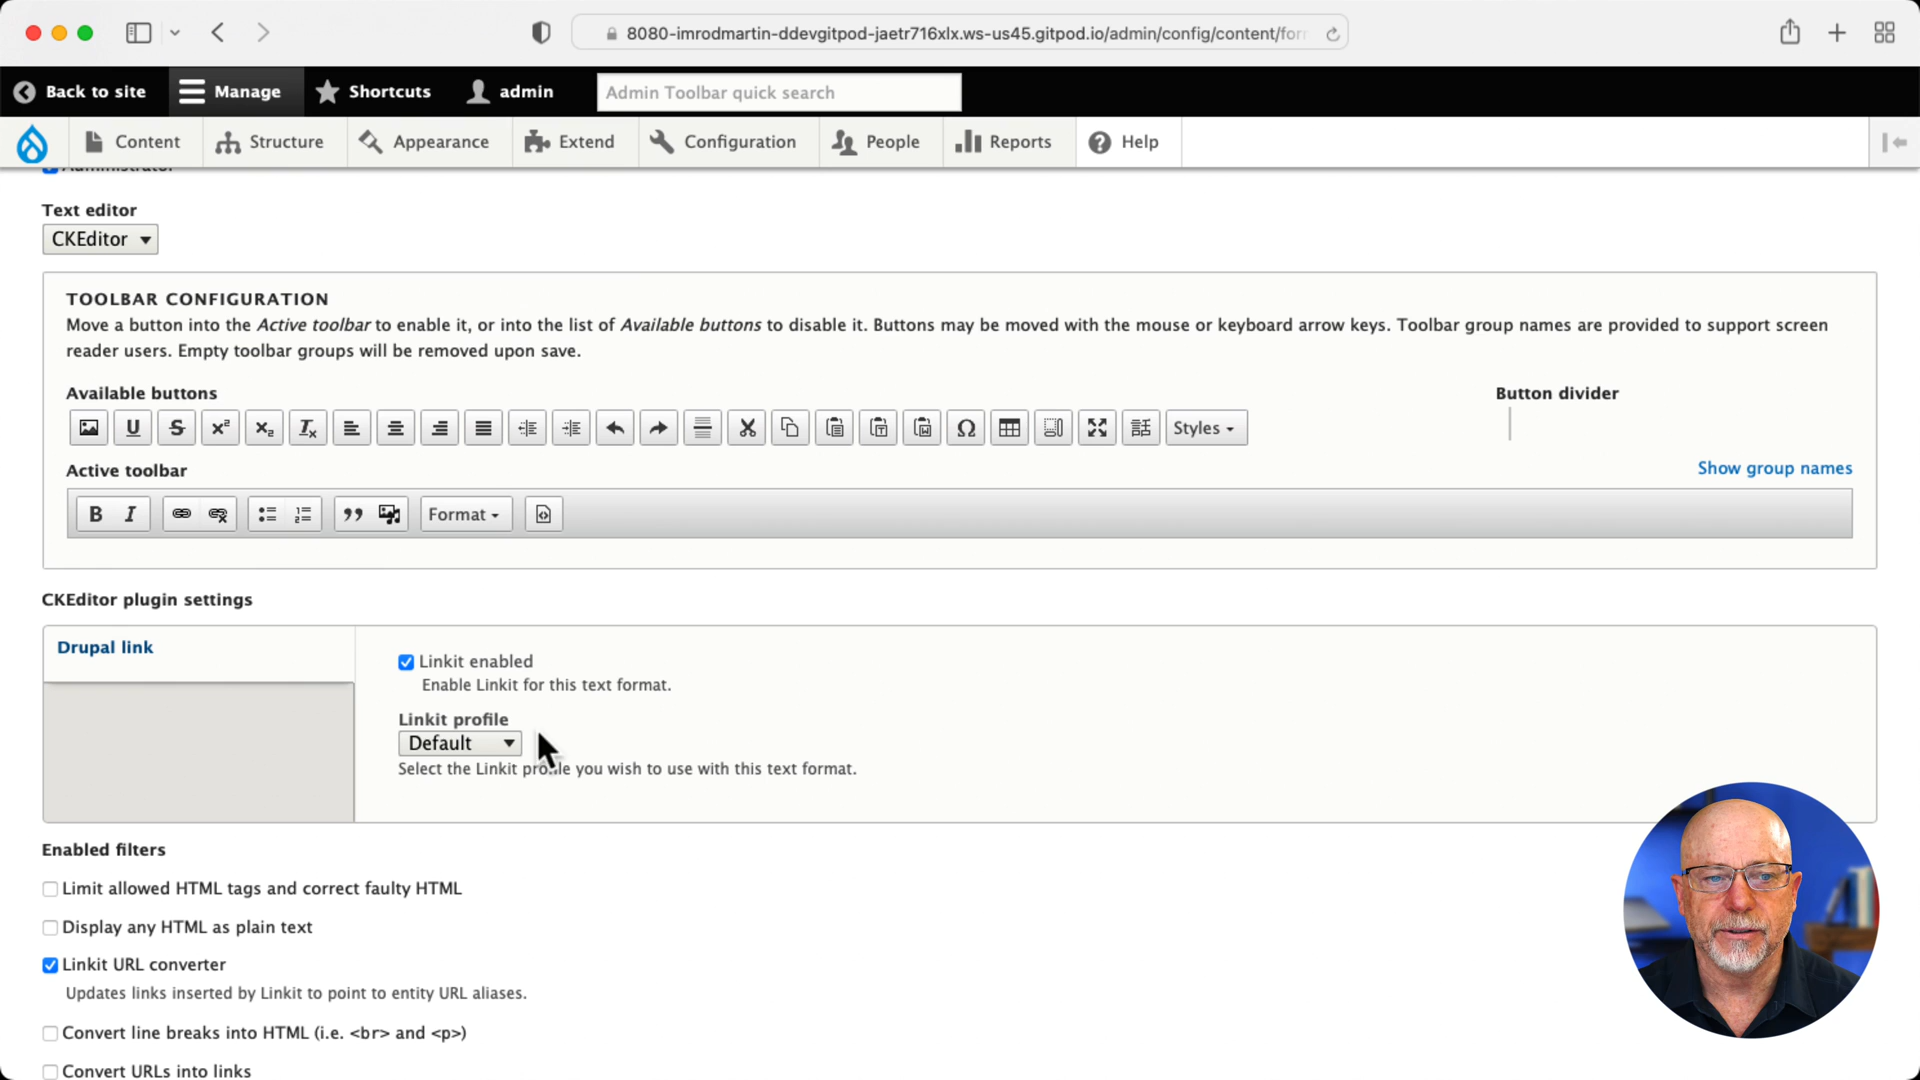 8080-imrodmartin-ddevgitpod-jaetr716xlx.ws-us45.gitpod.io/admin/config/content/for
Back to site
Manage
Shortcuts
admin
Admin Toolbar quick search
Content
Structure
Appearance
Extend
Configuration
People
Reports
Help
Administrator
Text editor
CKEditor
TOOLBAR CONFIGURATION
Move a button into the Active toolbar to enable it, or into the list of Available buttons to disable it. Buttons may be moved with the mouse or keyboard arrow keys. Toolbar group names are provided to support screen
reader users. Empty toolbar groups will be removed upon save.
Available buttons
Button divider
U S x² x₂ Tx Ω Styles
Active toolbar
Show group names
B I Format
CKEditor plugin settings
Drupal link
Linkit enabled
Enable Linkit for this text format.
Linkit profile
Default
Select the Linkit profile you wish to use with this text format.
Enabled filters
Limit allowed HTML tags and correct faulty HTML
Display any HTML as plain text
Linkit URL converter
Updates links inserted by Linkit to point to entity URL aliases.
Convert line breaks into HTML (i.e. <br> and <p>)
Convert URLs into links